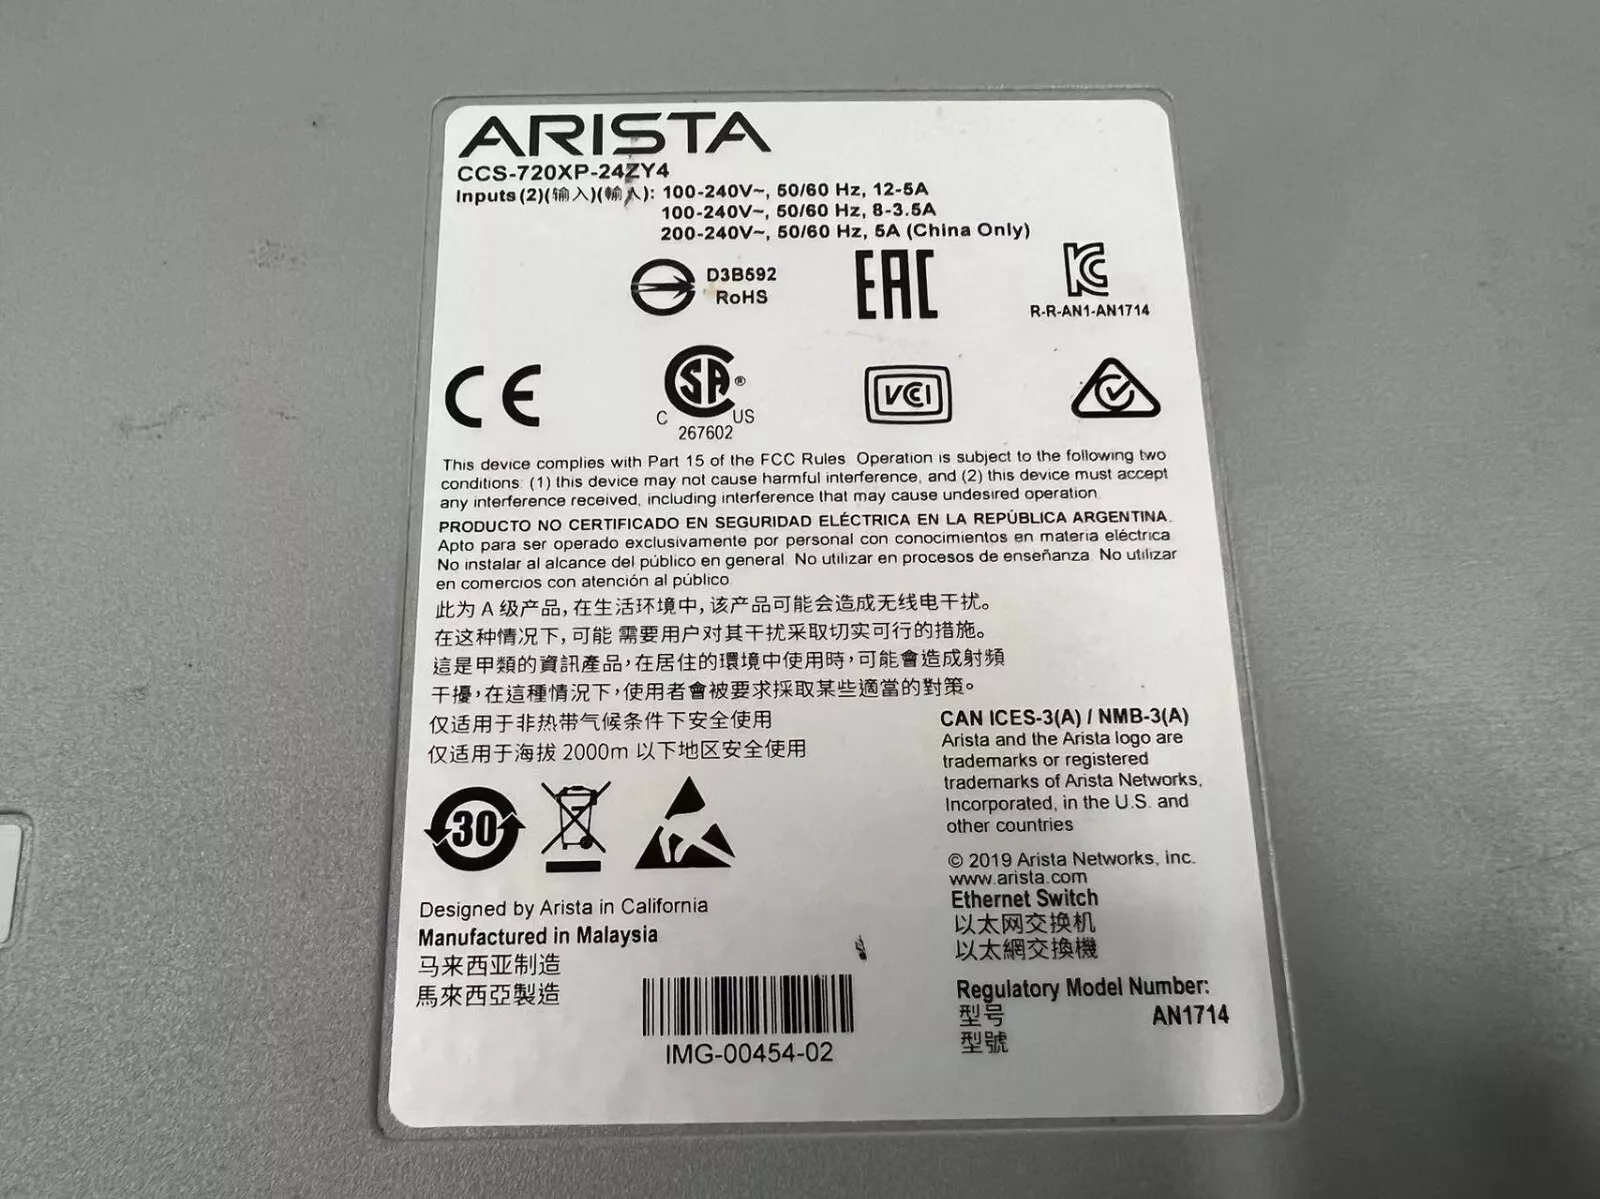 ARISTA
CCS-720XP-24ZY4
Inputs (2)(输入)(輸入): 100-240V~, 50/60 Hz, 12-5A
100-240V~, 50/60 Hz, 8-3.5A
200-240V~, 50/60 Hz, 5A (China Only)
D3B592
RoHS
EAC
KC
R-R-AN1-AN1714
CE
SA ®
C US
267602
VCI
This device complies with Part 15 of the FCC Rules. Operation is subject to the following two
conditions: (1) this device may not cause harmful interference, and (2) this device must accept
any interference received, including interference that may cause undesired operation.
PRODUCTO NO CERTIFICADO EN SEGURIDAD ELÉCTRICA EN LA REPÚBLICA ARGENTINA.
Apto para ser operado exclusivamente por personal con conocimientos en materia eléctrica.
No instalar al alcance del público en general. No utilizar en procesos de enseñanza. No utilizar
en comercios con atención al público.
此为 A 级产品,在生活环境中,该产品可能会造成无线电干扰。
在这种情况下,可能 需要用户对其干扰采取切实可行的措施。
這是甲類的資訊產品,在居住的環境中使用時,可能會造成射頻
干擾,在這種情況下,使用者會被要求採取某些適當的對策。
仅适用于非热带气候条件下安全使用
仅适用于海拔 2000m 以下地区安全使用
30
Designed by Arista in California
Manufactured in Malaysia
马来西亚制造
馬來西亞製造
IMG-00454-02
CAN ICES-3(A) / NMB-3(A)
Arista and the Arista logo are
trademarks or registered
trademarks of Arista Networks,
Incorporated, in the U.S. and
other countries
© 2019 Arista Networks, Inc.
www.arista.com
Ethernet Switch
以太网交换机
以太網交換機
Regulatory Model Number:
型号 AN1714
型號